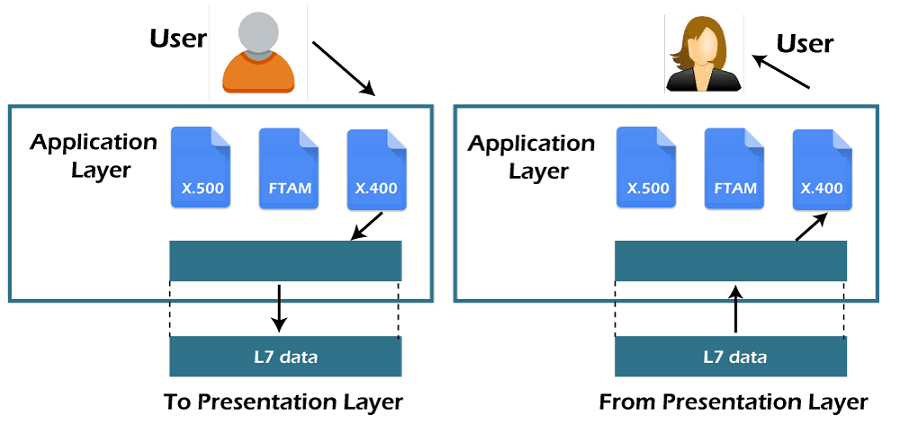 User
Application
Layer
X.500
FTAM
X.400
L7 data
To Presentation Layer
User
Application
Layer
X.500
FTAM
X.400
L7 data
From Presentation Layer